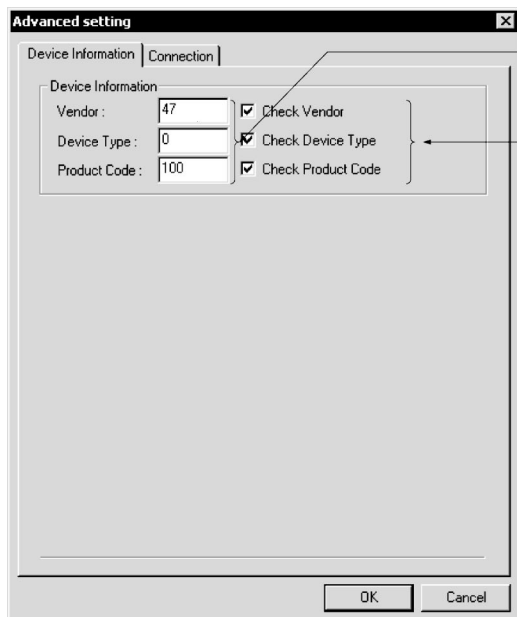 Advanced setting
Device Information Connection
Device Information
Vendor : 47 Check Vendor
Device Type : 0 Check Device Type
Product Code : 100 Check Product Code
OK Cancel